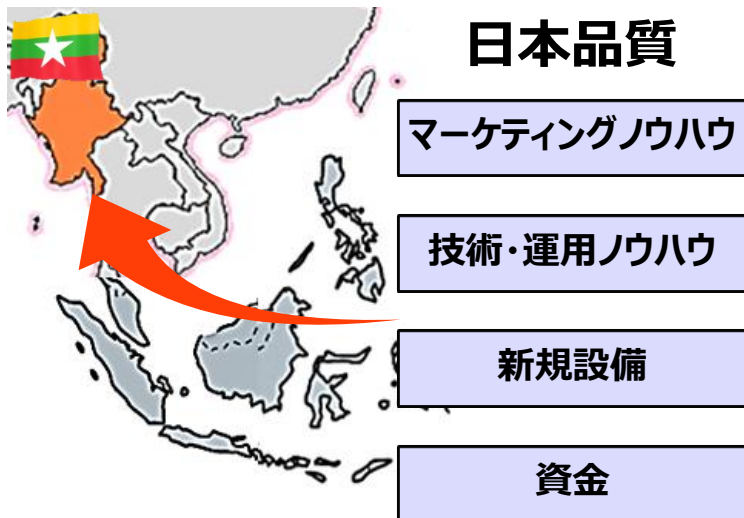 日本品質
マーケティングノウハウ
技術・運用ノウハウ
新規設備
資金